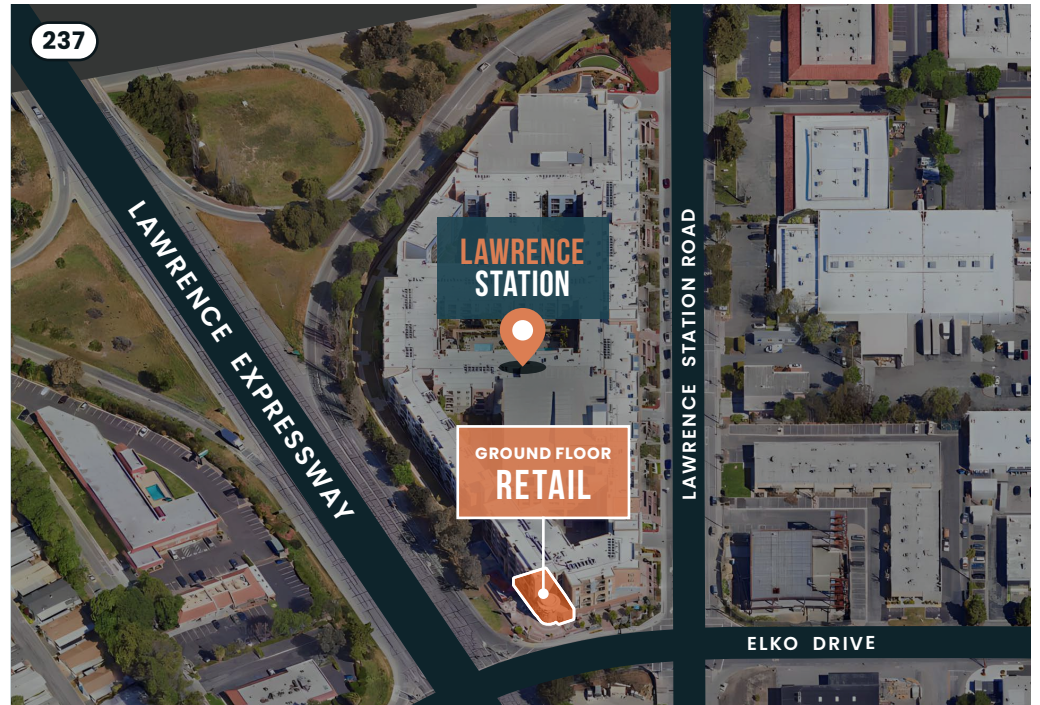 237
LAWRENCE EXPRESSWAY
LAWRENCE
STATION
LAWRENCE STATION ROAD
GROUND FLOOR
RETAIL
ELKO DRIVE